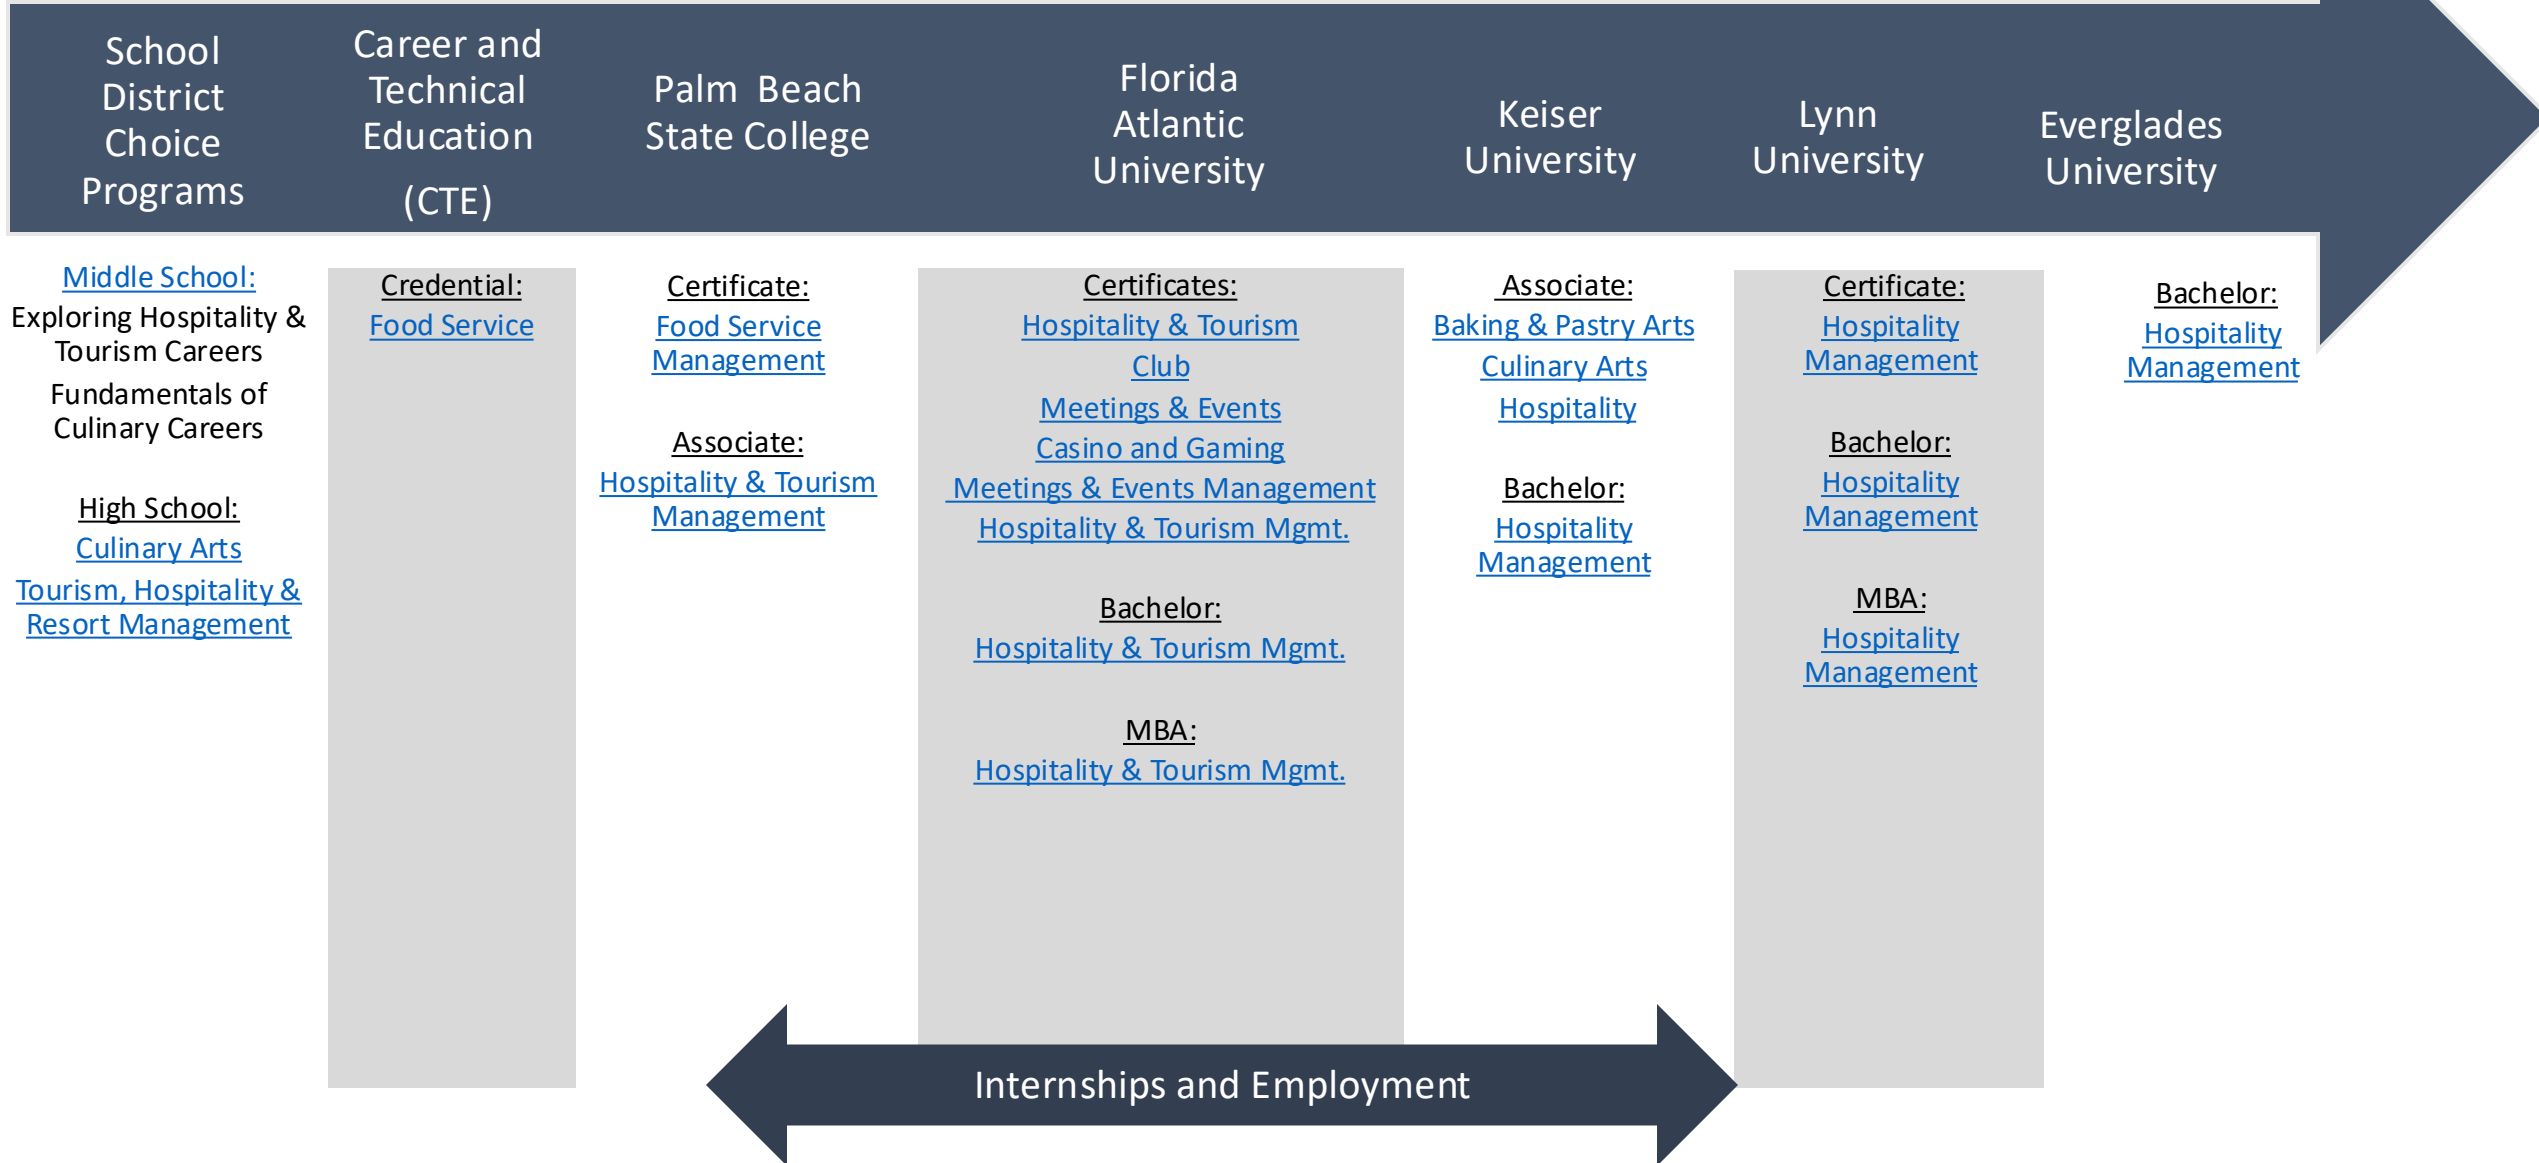 School
District
Choice
Programs
Career and
Technical
Education
(CTE)
Palm Beach
State College
Florida
Atlantic
University
Keiser
University
Lynn
University
Everglades
University
Middle School:
Exploring Hospitality &
Tourism Careers
Fundamentals of
Culinary Careers
High School:
Culinary Arts
Tourism, Hospitality &
Resort Management
Credential:
Food Service
Certificate:
Food Service
Management
Associate:
Hospitality & Tourism
Management
Certificates:
Hospitality & Tourism
Club
Meetings & Events
Casino and Gaming
Meetings & Events Management
Hospitality & Tourism Mgmt.
Bachelor:
Hospitality & Tourism Mgmt.
MBA:
Hospitality & Tourism Mgmt.
Associate:
Baking & Pastry Arts
Culinary Arts
Hospitality
Bachelor:
Hospitality
Management
Certificate:
Hospitality
Management
Bachelor:
Hospitality
Management
MBA:
Hospitality
Management
Bachelor:
Hospitality
Management
Internships and Employment